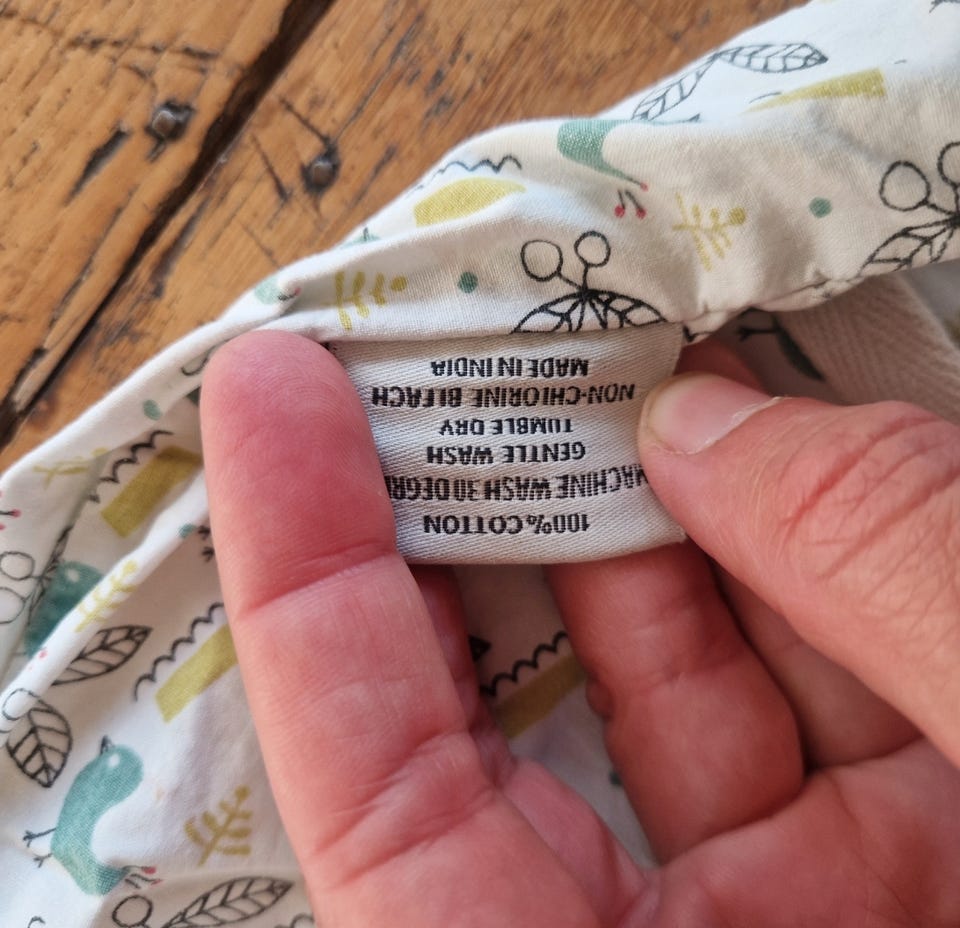 100% COTTON
MACHINE WASH 30 DEGR
GENTLE WASH
TUMBLE DRY
NON-CHLORINE BLEACH
MADE IN INDIA